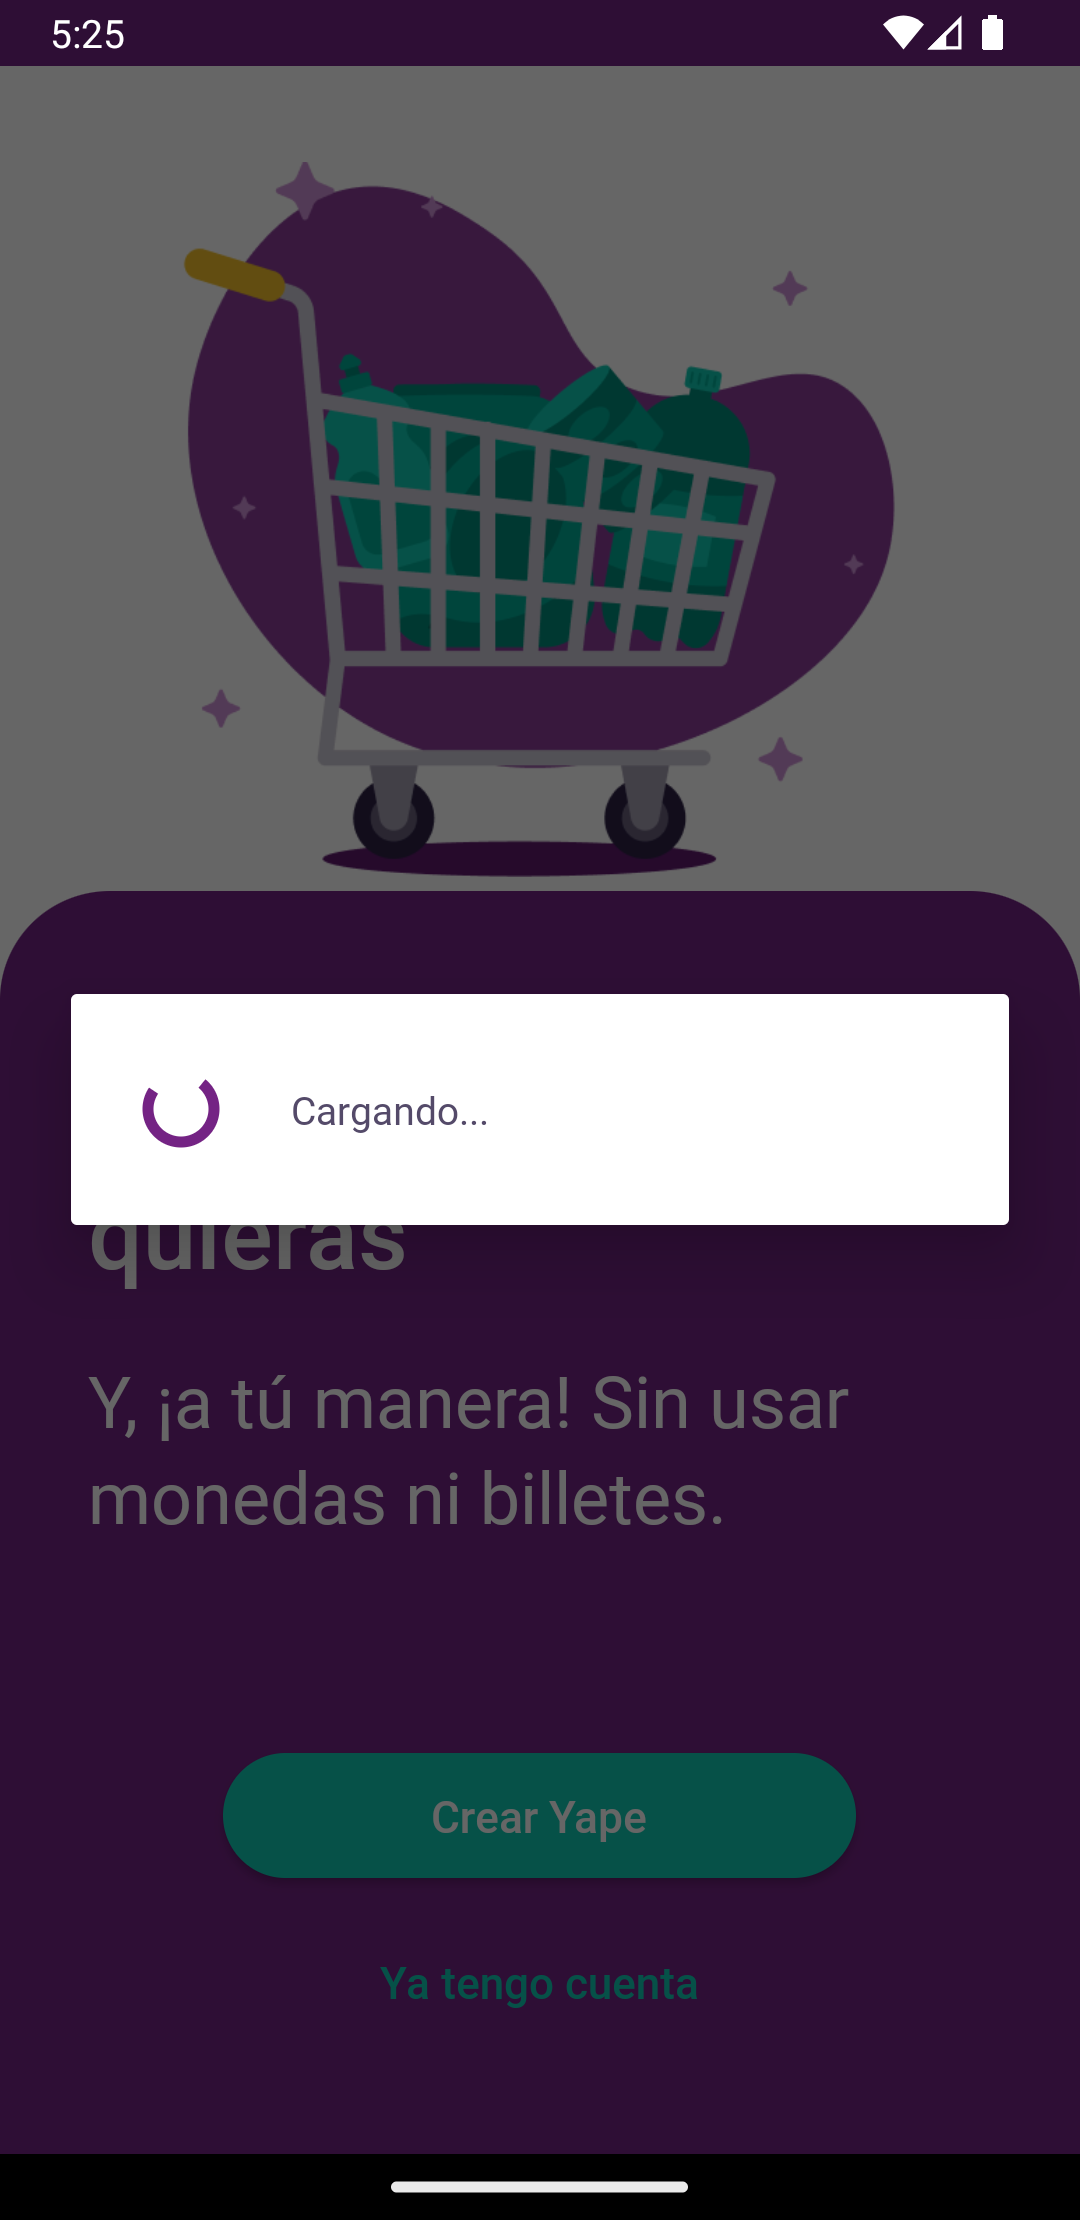 5:25
Cargando...
quieras
Y, ¡a tú manera! Sin usar
monedas ni billetes.
Crear Yape
Ya tengo cuenta